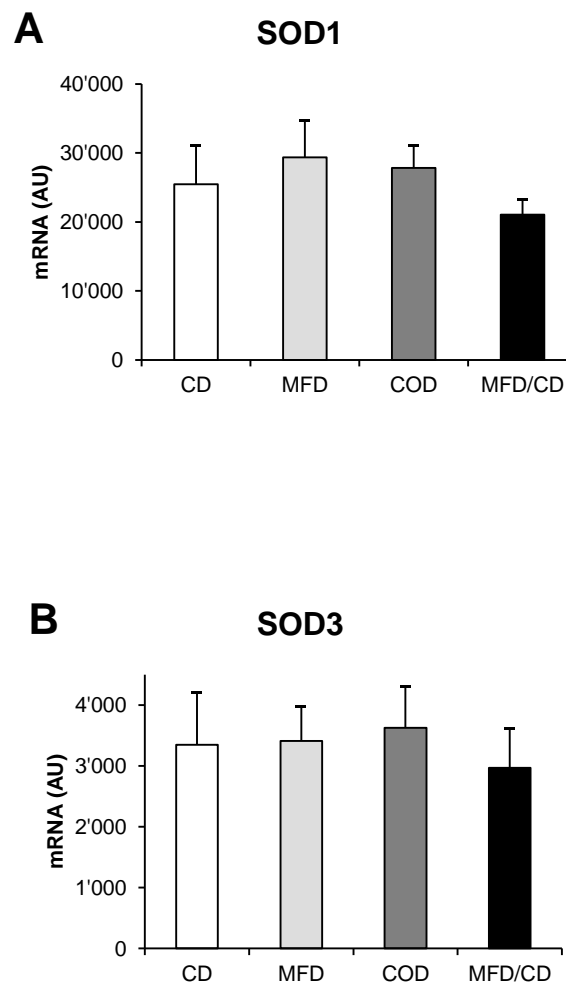 A
SOD1
mRNA (AU)
40'000
30'000
20'000
10'000
0
CD MFD COD MFD/CD
B
SOD3
mRNA (AU)
4'000
3'000
2'000
1'000
0
CD MFD COD MFD/CD